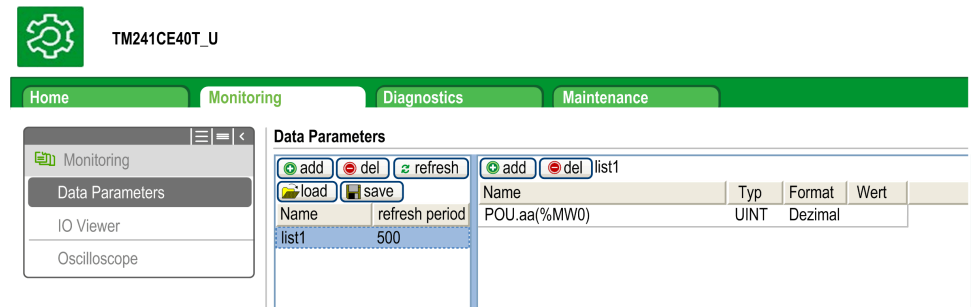 TM241CE40T_U
Home Monitoring Diagnostics Maintenance
Monitoring
Data Parameters
IO Viewer
Oscilloscope
Data Parameters
add del refresh
load save
Name refresh period
list1 500
add del list1
Name Typ Format Wert
POU.aa(%MW0) UINT Dezimal